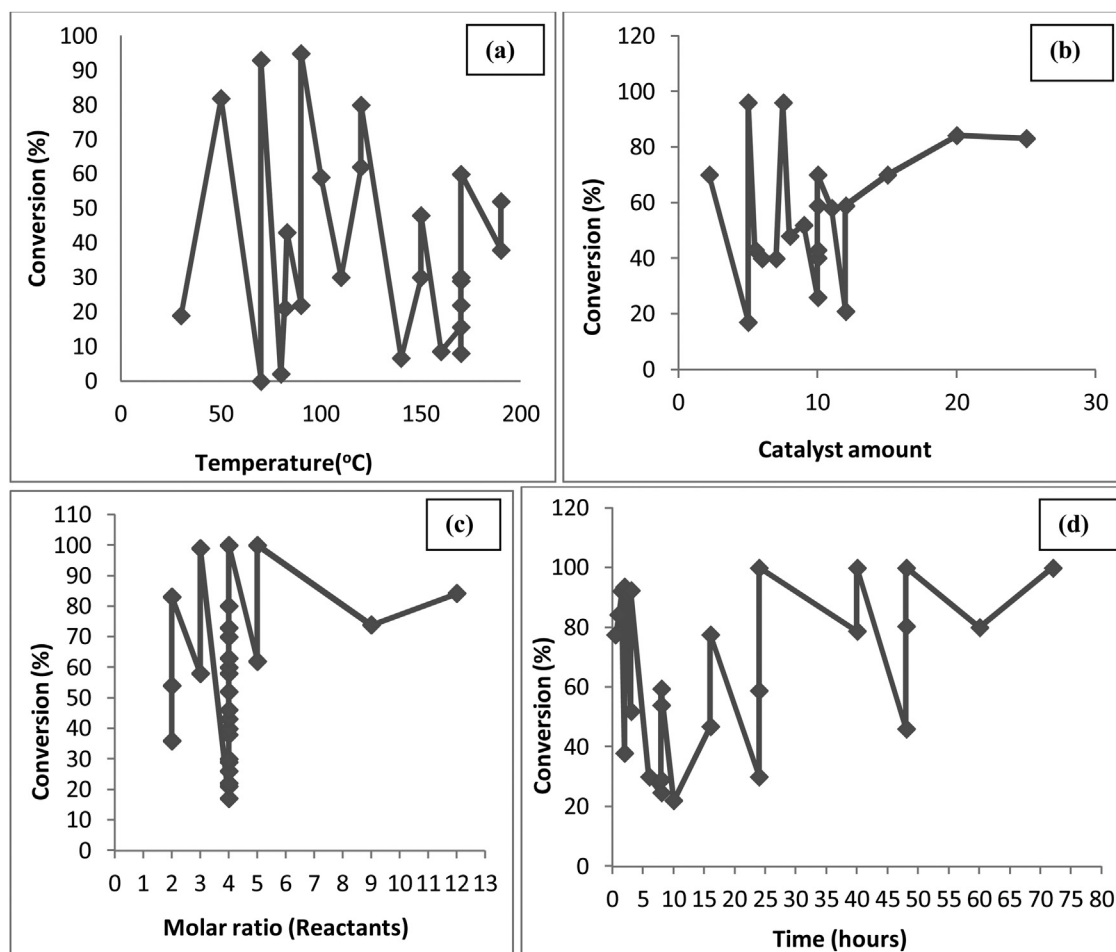 (a)
Conversion (%)
100
90
80
70
60
50
40
30
20
10
0
0 50 100 150 200
Temperature(°C)
(b)
Conversion (%)
120
100
80
60
40
20
0
0 10 20 30
Catalyst amount
(c)
Conversion (%)
110
100
90
80
70
60
50
40
30
20
10
0
0 1 2 3 4 5 6 7 8 9 10 11 12 13
Molar ratio (Reactants)
(d)
Conversion (%)
120
100
80
60
40
20
0
0 5 10 15 20 25 30 35 40 45 50 55 60 65 70 75 80
Time (hours)